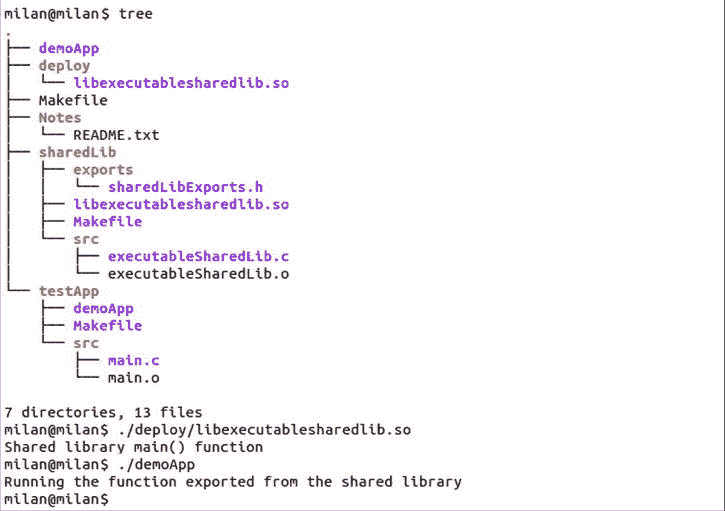 milan@milan$ tree
.
├── demoApp
├── deploy
│   └── libexecutablesharedlib.so
├── Makefile
├── Notes
│   └── README.txt
├── sharedLib
│   ├── exports
│   │   └── sharedLibExports.h
│   ├── libexecutablesharedlib.so
│   ├── Makefile
│   └── src
│       ├── executableSharedLib.c
│       └── executableSharedLib.o
└── testApp
    ├── demoApp
    ├── Makefile
    └── src
        ├── main.c
        └── main.o

7 directories, 13 files
milan@milan$ ./deploy/libexecutablesharedlib.so
Shared library main() function
milan@milan$ ./demoApp
Running the function exported from the shared library
milan@milan$